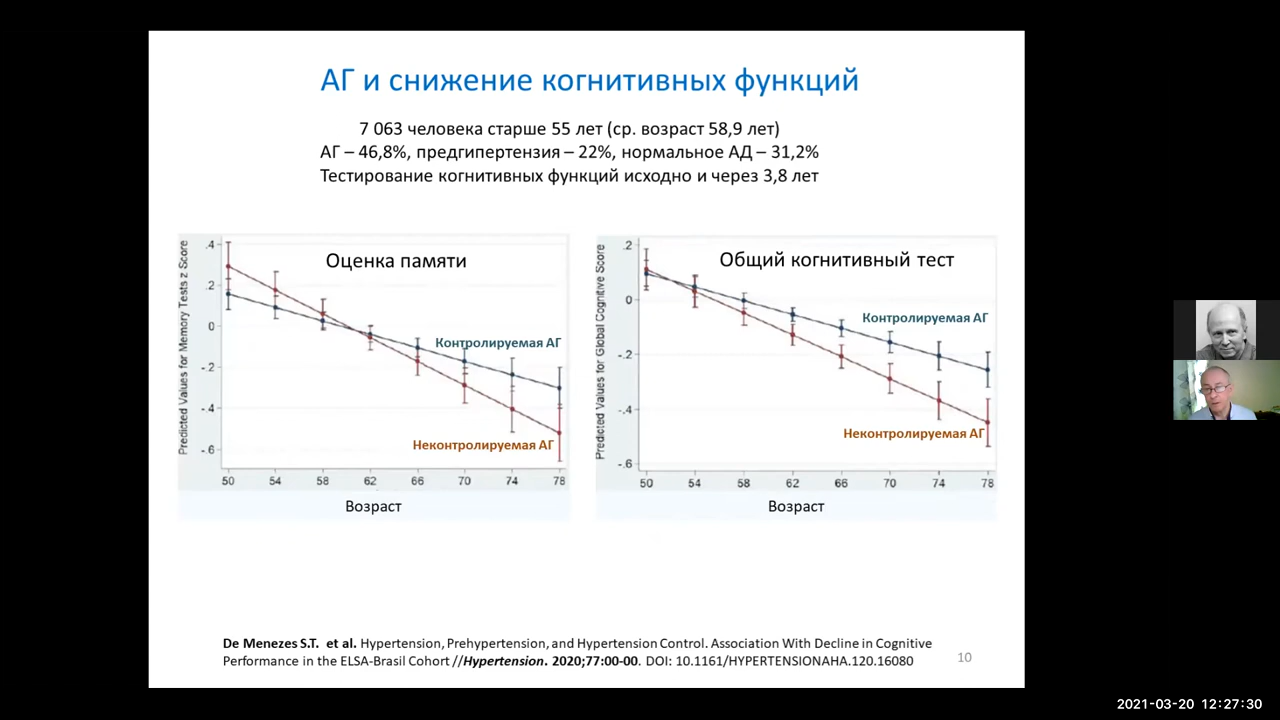 АГ и снижение когнитивных функций
7 063 человека старше 55 лет (ср. возраст 58,9 лет)
АГ – 46,8%, предгипертензия – 22%, нормальное АД – 31,2%
Тестирование когнитивных функций исходно и через 3,8 лет
Оценка памяти
Predicted Values for Memory Tests z Score
.4
.2
0
-.2
-.4
-.6
Контролируемая АГ
Неконтролируемая АГ
50 54 58 62 66 70 74 78
Возраст
Общий когнитивный тест
Predicted Values for Global Cognitive Score
.2
0
-.2
-.4
-.6
Контролируемая АГ
Неконтролируемая АГ
50 54 58 62 66 70 74 78
Возраст
De Menezes S.T. et al. Hypertension, Prehypertension, and Hypertension Control. Association With Decline in Cognitive
Performance in the ELSA-Brasil Cohort //Hypertension. 2020;77:00-00. DOI: 10.1161/HYPERTENSIONAHA.120.16080
10
2021-03-20 12:27:30